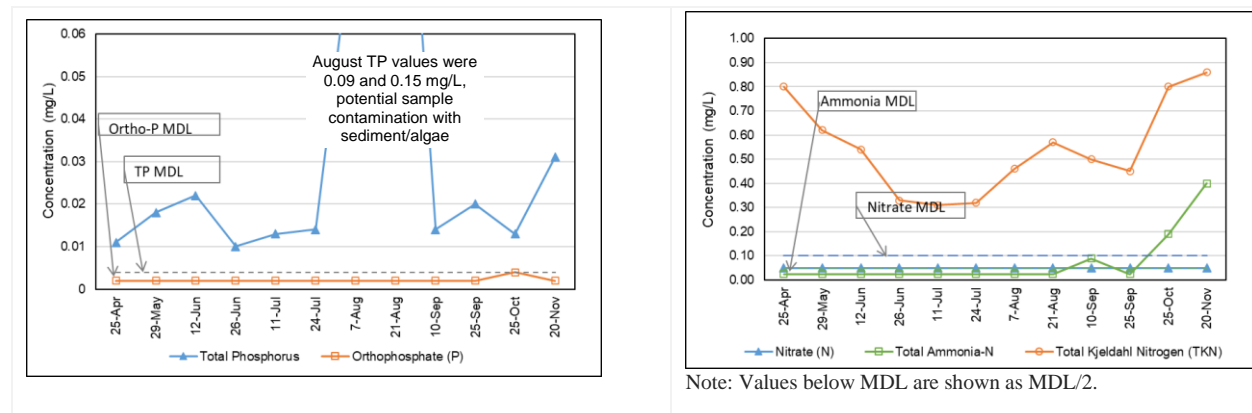 0.06
0.05
0.04
0.03
0.02
0.01
0
Concentration (mg/L)
August TP values were
0.09 and 0.15 mg/L,
potential sample
contamination with
sediment/algae
Ortho-P MDL
TP MDL
25-Apr
29-May
12-Jun
26-Jun
11-Jul
24-Jul
7-Aug
21-Aug
10-Sep
25-Sep
25-Oct
20-Nov
Total Phosphorus
Orthophosphate (P)
1.00
0.90
0.80
0.70
0.60
0.50
0.40
0.30
0.20
0.10
0.00
Concentration (mg/L)
Ammonia MDL
Nitrate MDL
25-Apr
29-May
12-Jun
26-Jun
11-Jul
24-Jul
7-Aug
21-Aug
10-Sep
25-Sep
25-Oct
20-Nov
Nitrate (N)
Total Ammonia-N
Total Kjeldahl Nitrogen (TKN)
Note: Values below MDL are shown as MDL/2.